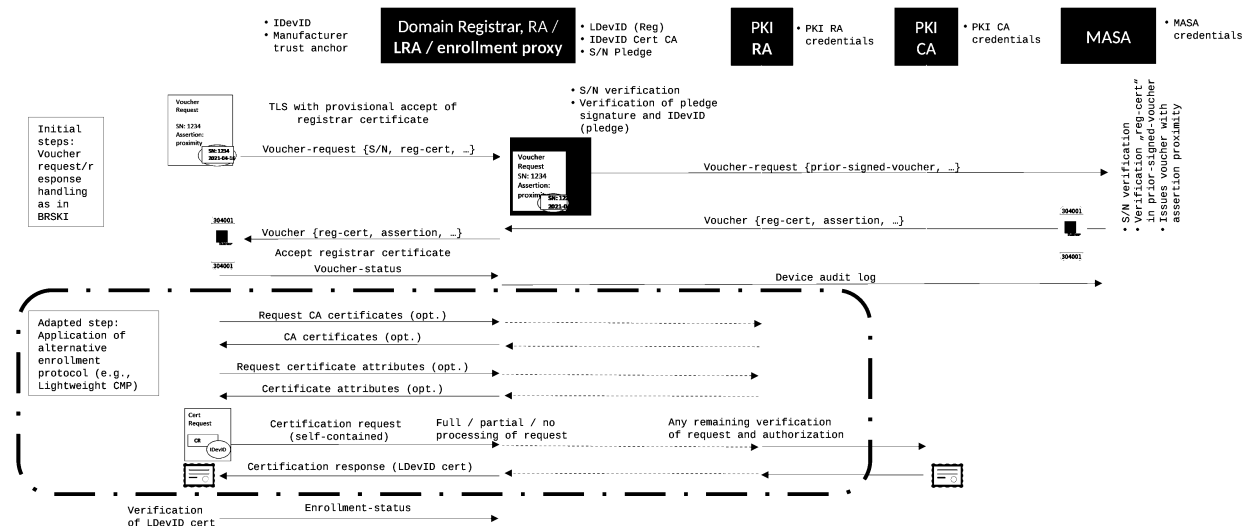 • IDevID
• Manufacturer
trust anchor
Domain Registrar, RA /
LRA / enrollment proxy
• LDevID (Reg)
• IDevID Cert CA
• S/N Pledge
PKI
RA
• PKI RA
credentials
PKI
CA
• PKI CA
credentials
MASA
• MASA
credentials
Initial
steps:
Voucher
request/r
esponse
handling
as in
BRSKI
Voucher
Request
SN: 1234
Assertion:
proximity
SN: 1234
TLS with provisional accept of
registrar certificate
• S/N verification
• Verification of pledge
signature and IDevID
(pledge)
Voucher-request {S/N, reg-cert, …}
Voucher
Request
SN: 1234
Assertion:
Voucher-request {prior-signed-voucher, …}
• S/N verification
• Verification „reg-cert“
in prior-signed-voucher
• Issues voucher with
assertion proximity
304001
Voucher {reg-cert, assertion, …}
304001
Voucher {reg-cert, assertion, …}
Accept registrar certificate
304001
304001
Voucher-status
Device audit log
Adapted step:
Application of
alternative
enrollment
protocol (e.g.,
Lightweight CMP)
Request CA certificates (opt.)
CA certificates (opt.)
Request certificate attributes (opt.)
Certificate attributes (opt.)
Cert
Request
CR
IDevID
Certification request
(self-contained)
Full / partial / no
processing of request
Any remaining verification
of request and authorization
Certification response (LDevID cert)
Verification
of LDevID cert
Enrollment-status